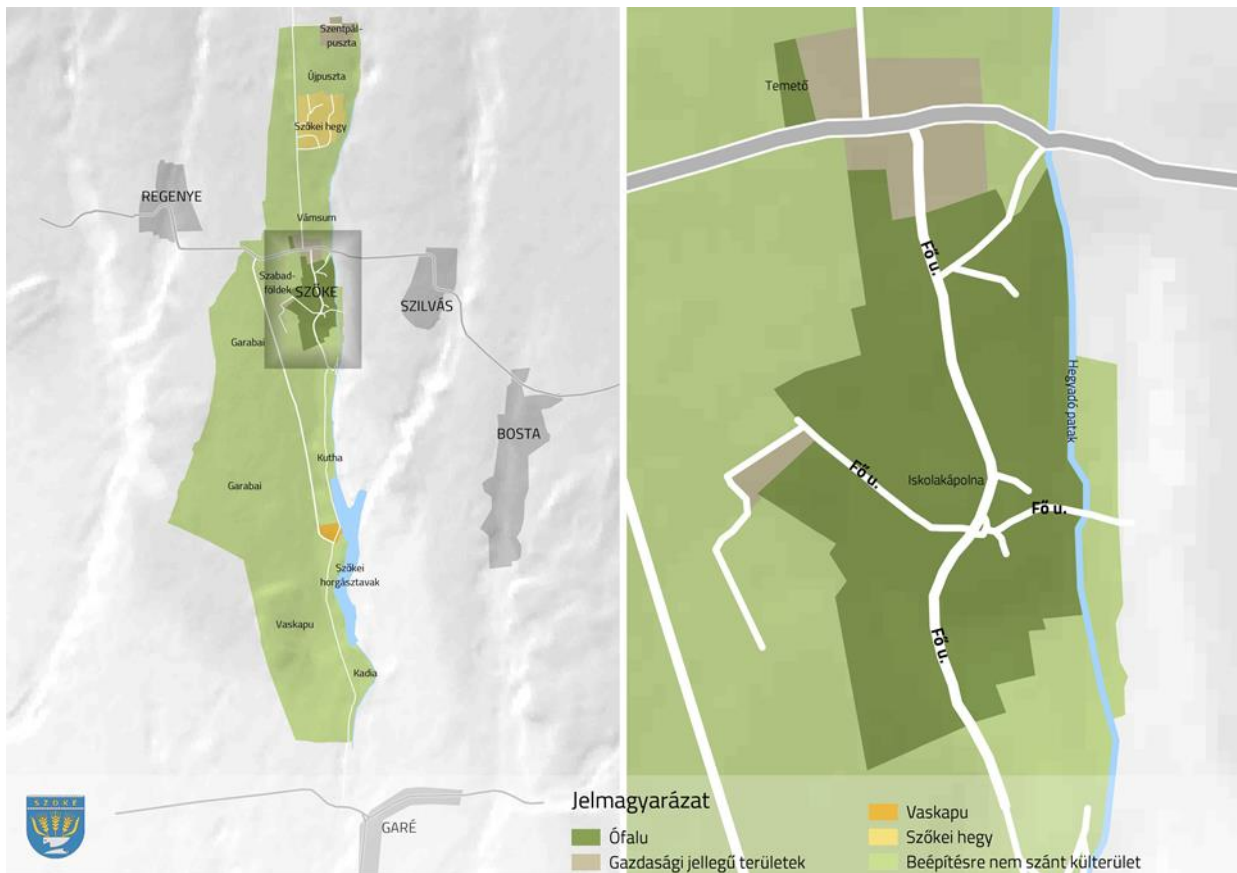 Szentpál-
puszta
Újpuszta
Szőkei hegy
REGENYE
Vámsum
Szabad-
földek
SZŐKE
SZILVÁS
Garabai
BOSTA
Kutha
Garabai
Szőkei
horgásztavak
Vaskapu
Kadia
GARÉ
Temető
Fő u.
Hegyadó patak
Fő u.
Iskolakápolna
Fő u.
Fő u.
SZŐKE
Jelmagyarázat
Ófalu
Gazdasági jellegű területek
Vaskapu
Szőkei hegy
Beépítésre nem szánt külterület